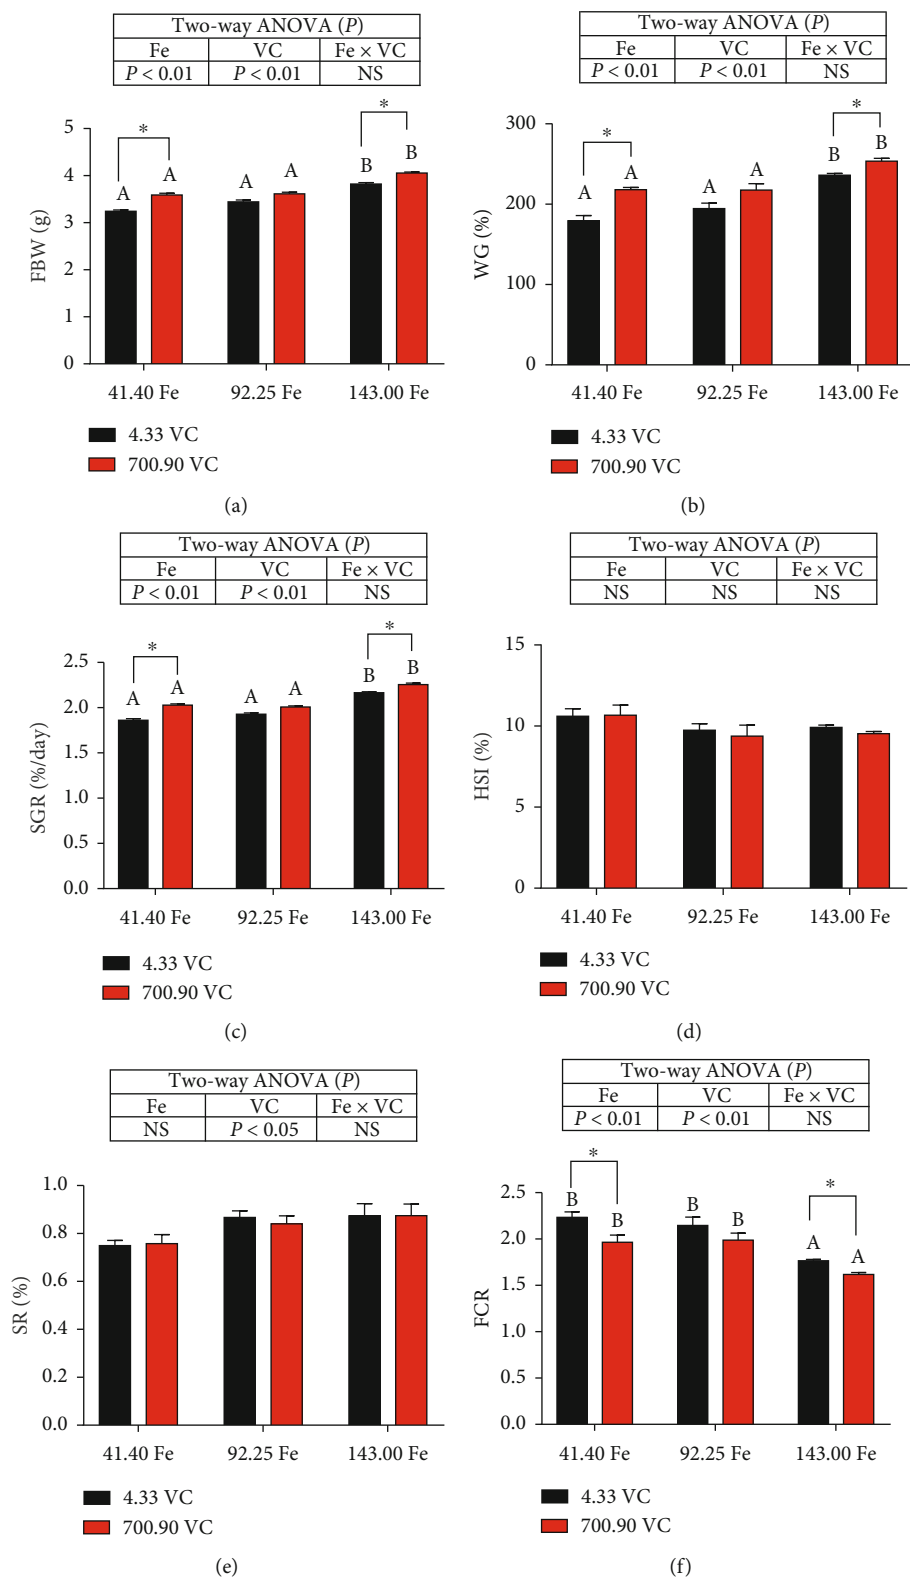 Two-way ANOVA (P)
Fe VC Fe × VC
P < 0.01 P < 0.01 NS
FBW (g)
5
4
3
2
1
0
* *
A A A A B B
41.40 Fe 92.25 Fe 143.00 Fe
4.33 VC
700.90 VC
(a)
Two-way ANOVA (P)
Fe VC Fe × VC
P < 0.01 P < 0.01 NS
WG (%)
300
200
100
0
* *
A A A A B B
41.40 Fe 92.25 Fe 143.00 Fe
4.33 VC
700.90 VC
(b)
Two-way ANOVA (P)
Fe VC Fe × VC
P < 0.01 P < 0.01 NS
SGR (%/day)
2.5
2.0
1.5
1.0
0.5
0.0
* *
A A A A B B
41.40 Fe 92.25 Fe 143.00 Fe
4.33 VC
700.90 VC
(c)
Two-way ANOVA (P)
Fe VC Fe × VC
NS NS NS
HSI (%)
15
10
5
0
41.40 Fe 92.25 Fe 143.00 Fe
4.33 VC
700.90 VC
(d)
Two-way ANOVA (P)
Fe VC Fe × VC
NS P < 0.05 NS
SR (%)
1.0
0.8
0.6
0.4
0.2
0.0
41.40 Fe 92.25 Fe 143.00 Fe
4.33 VC
700.90 VC
(e)
Two-way ANOVA (P)
Fe VC Fe × VC
P < 0.01 P < 0.01 NS
FCR
2.5
2.0
1.5
1.0
0.5
0.0
* *
B B B B A A
41.40 Fe 92.25 Fe 143.00 Fe
4.33 VC
700.90 VC
(f)